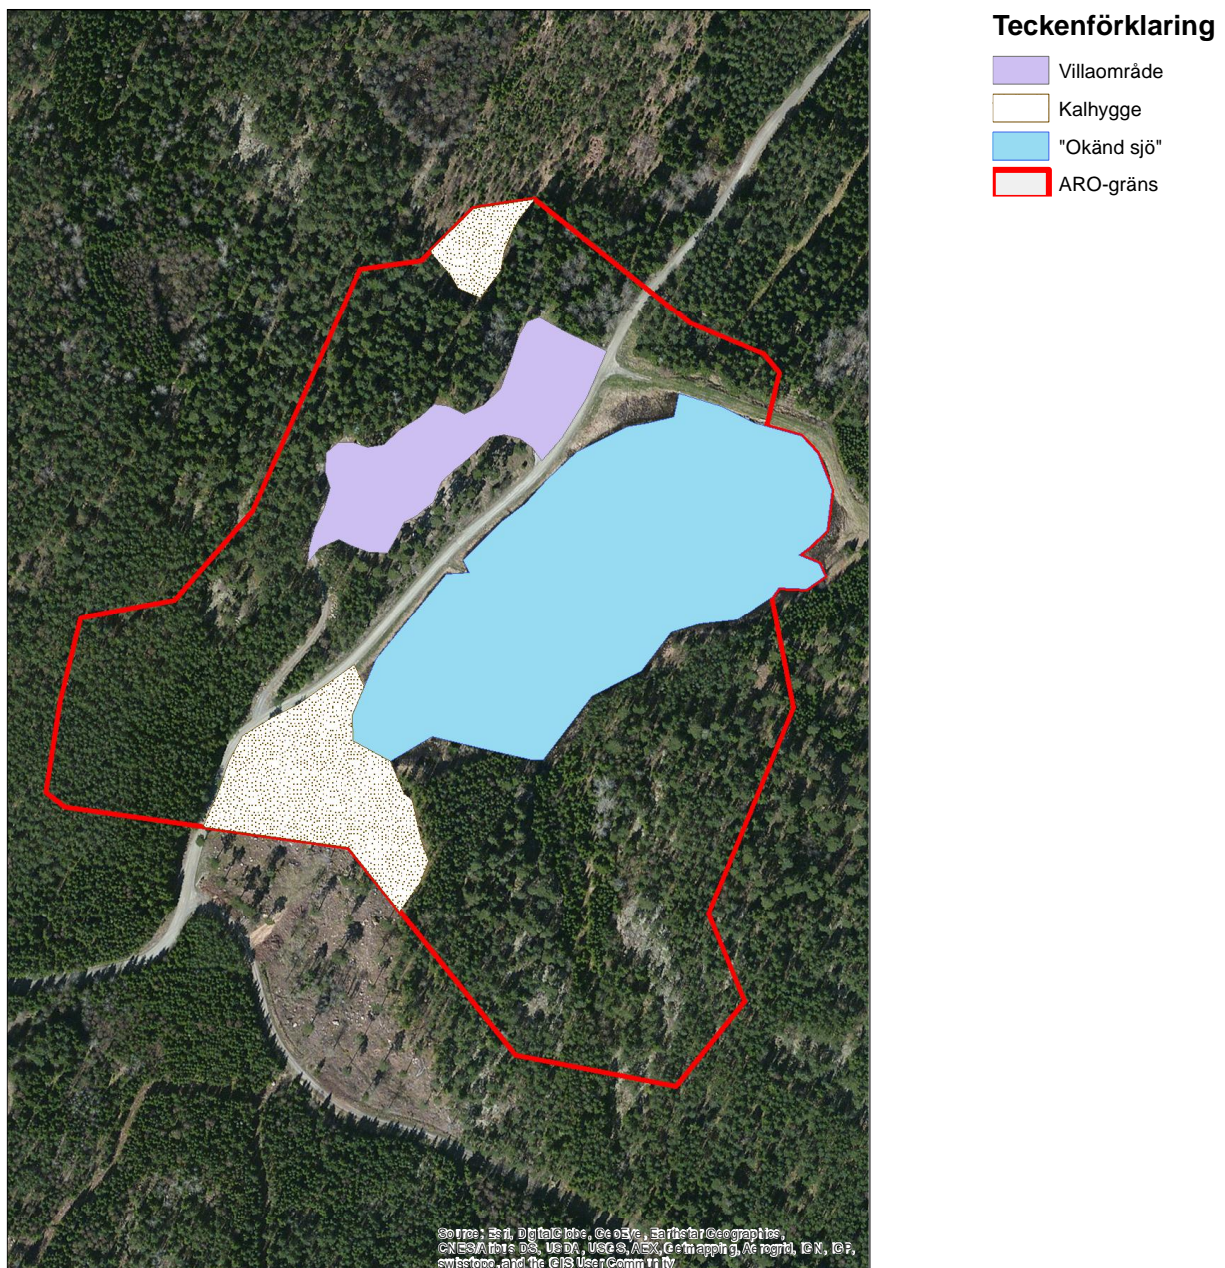 Teckenförklaring
Villaområde
Kalhygge
"Okänd sjö"
ARO-gräns
Source: Esri, DigitalGlobe, GeoEye, Earthstar Geographics,
CNES/Airbus DS, USDA, USGS, AEX, Getmapping, Aerogrid, IGN, IGP,
swisstopo, and the GIS User Community